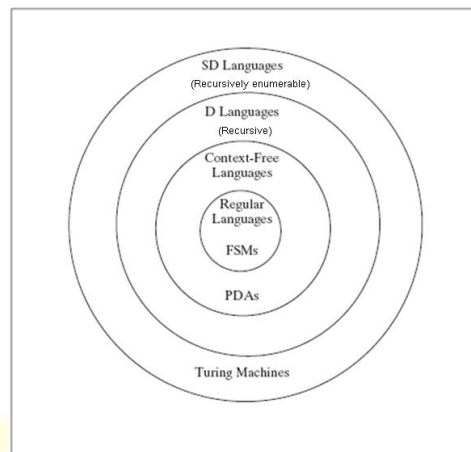 SD Languages
(Recursively enumerable)
D Languages
(Recursive)
Context-Free
Languages
Regular
Languages
FSMs
PDAs
Turing Machines